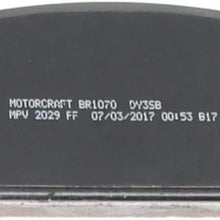 MOTORCRAFT BR1070 DV3SB
MPV 2029 FF 07/03/2017 00:53 B17